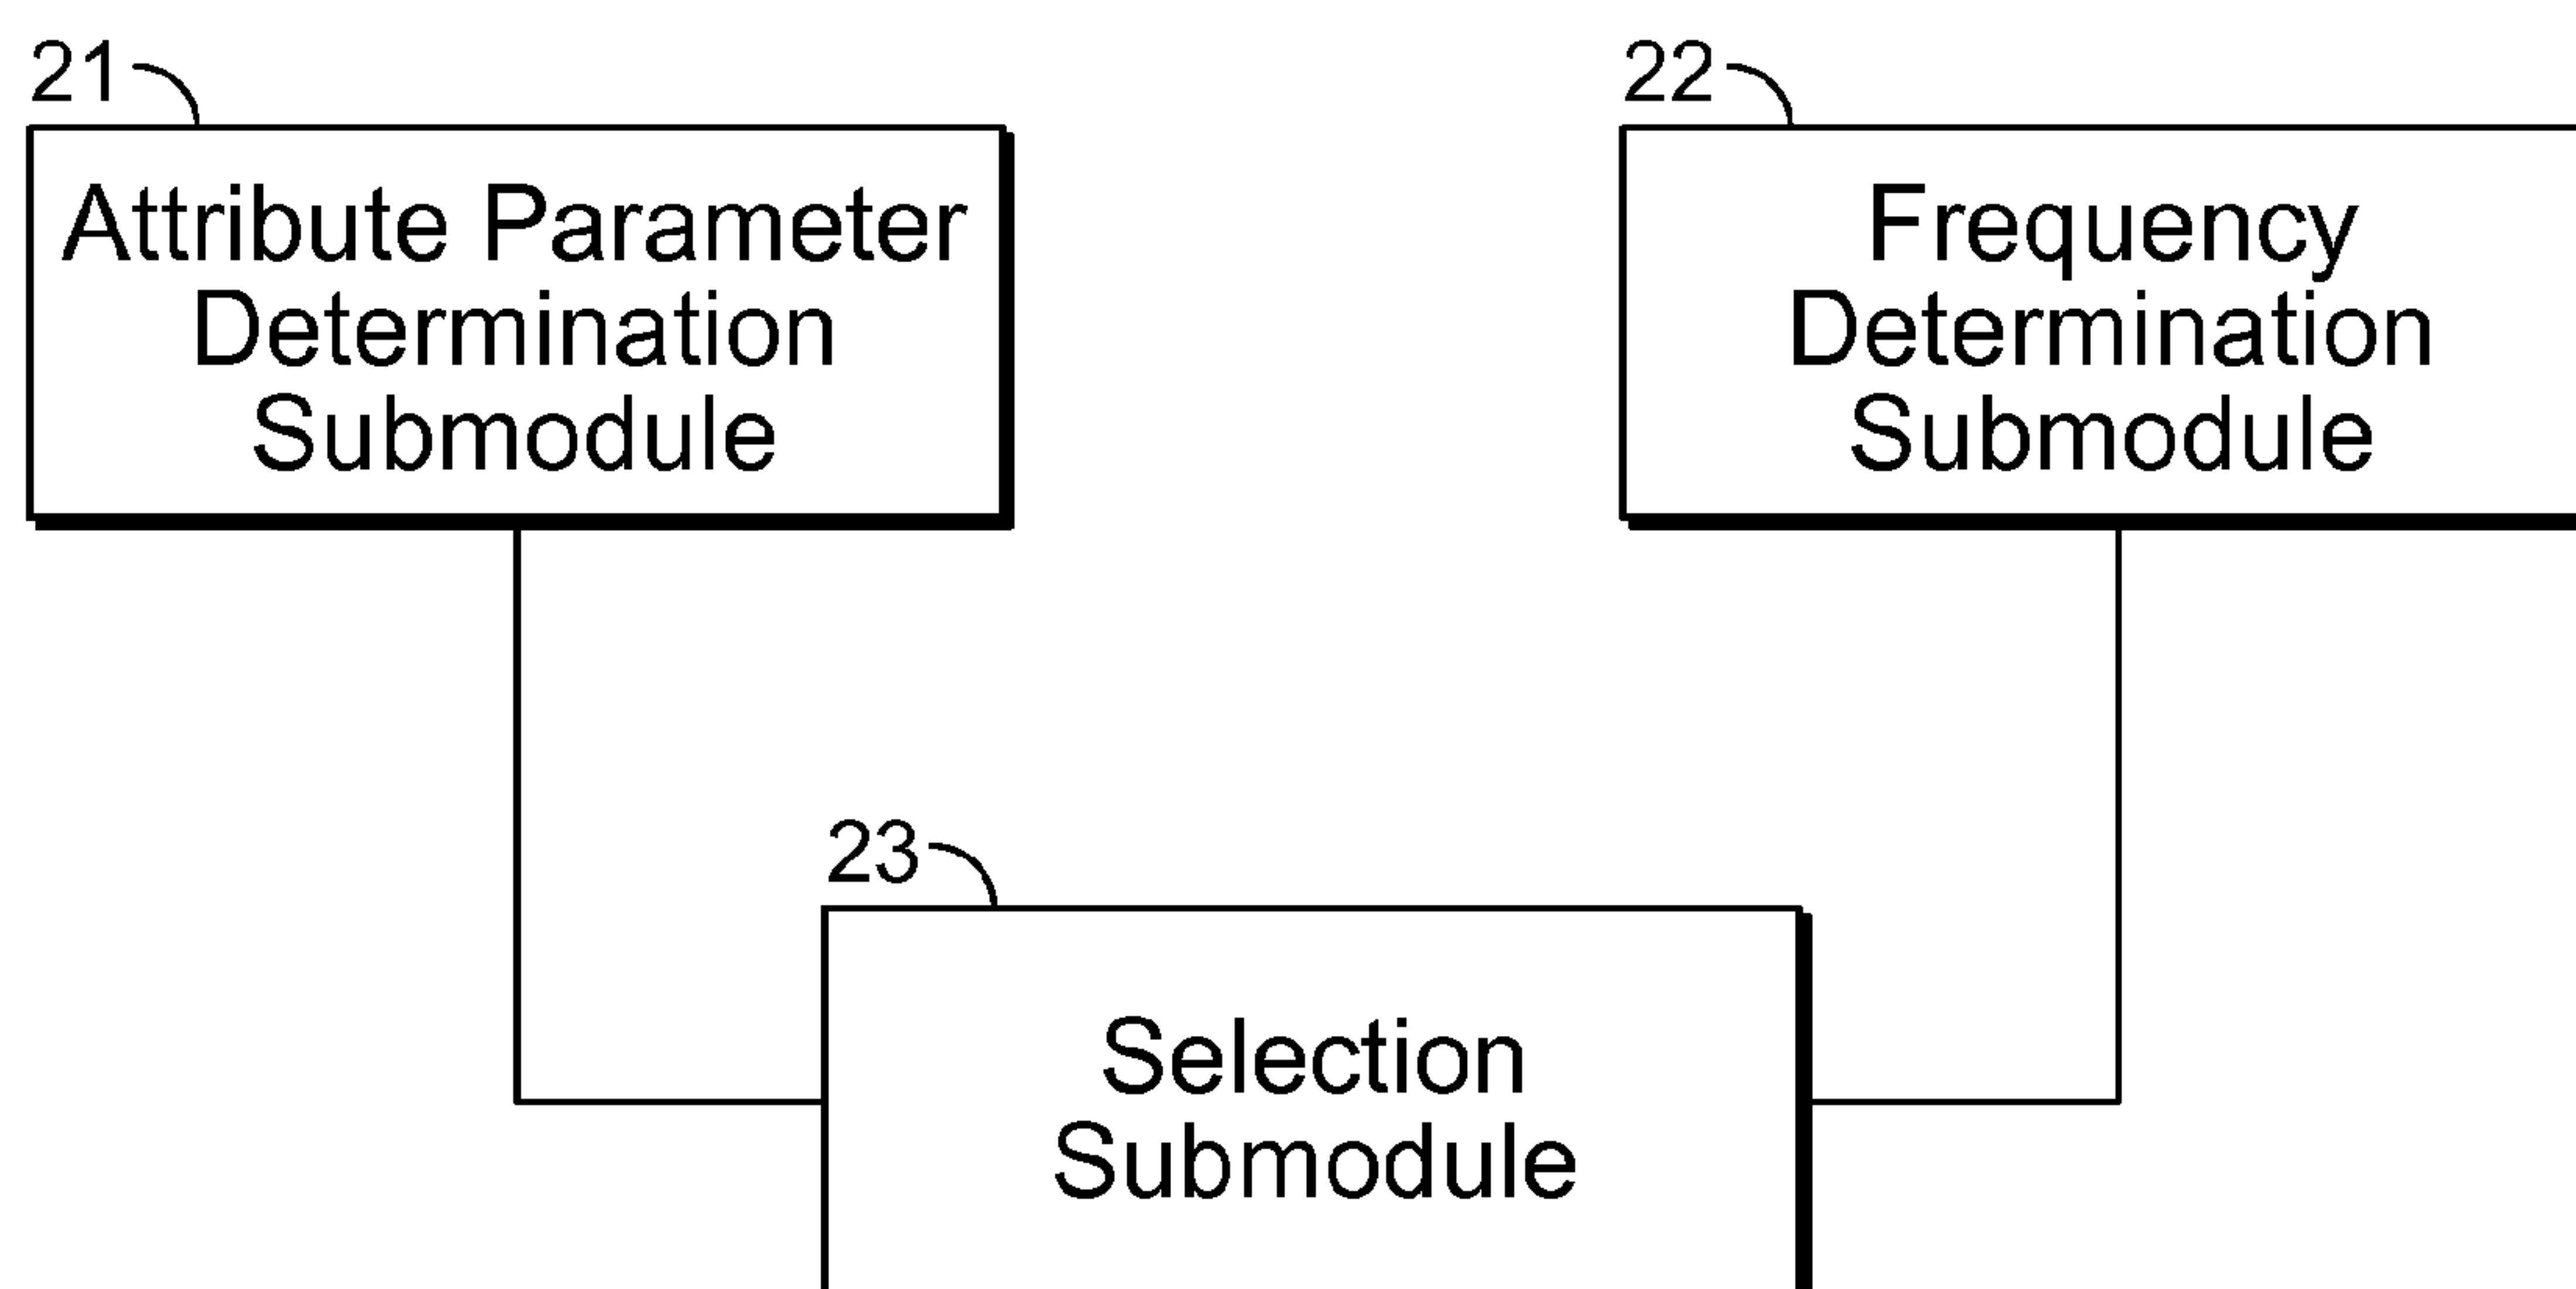 21
Attribute Parameter
Determination
Submodule
22
Frequency
Determination
Submodule
23
Selection
Submodule